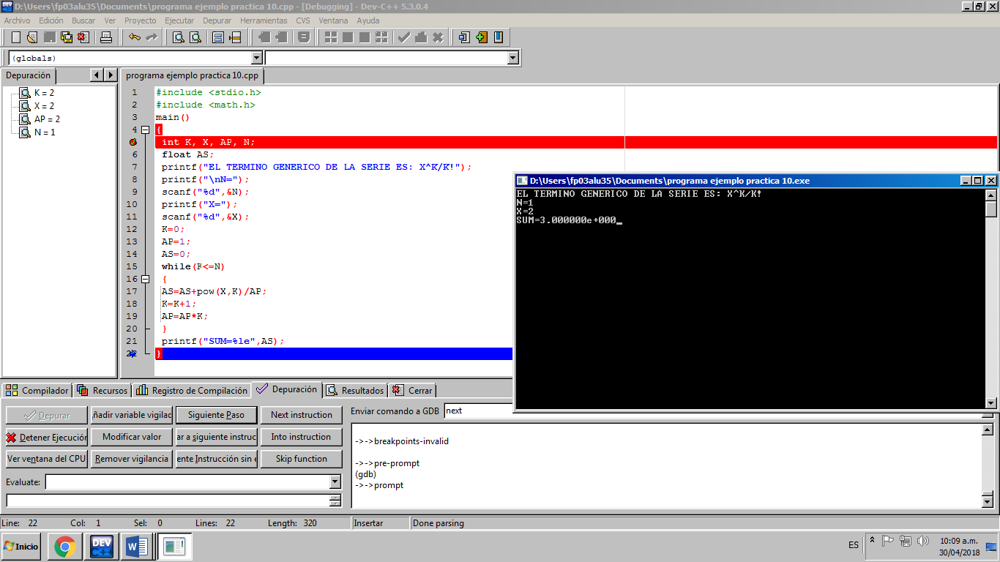 D:\Users\fp03alu35\Documents\programa ejemplo practica 10.cpp - [Debugging] - Dev-C++ 5.3.0.4
Archivo Edición Buscar Ver Proyecto Ejecutar Depurar Herramientas CVS Ventana Ayuda
(globals)
Depuración
K = 2
X = 2
AP = 2
N = 1
programa ejemplo practica 10.cpp
1 #include <stdio.h>
2 #include <math.h>
3 main()
4 {
int K, X, AP, N;
6 float AS;
7 printf("EL TERMINO GENERICO DE LA SERIE ES: X^K/K!");
8 printf("\nN=");
9 scanf("%d",&N);
10 printf("X=");
11 scanf("%d",&X);
12 K=0;
13 AP=1;
14 AS=0;
15 while(K<=N)
16 {
17 AS=AS+pow(X,K)/AP;
18 K=K+1;
19 AP=AP*K;
20 }
21 printf("SUM=%le",AS);
22 }
D:\Users\fp03alu35\Documents\programa ejemplo practica 10.exe
EL TERMINO GENERICO DE LA SERIE ES: X^K/K!
N=1
X=2
SUM=3.000000e+000_
Compilador Recursos Registro de Compilación Depuración Resultados Cerrar
Depurar ñadir variable vigilad Siguiente Paso Next instruction
Detener Ejecución Modificar valor ar a siguiente instruc Into instruction
Ver ventana del CPU Remover vigilancia ente Instrucción sin e Skip function
Evaluate:
Enviar comando a GDB next
->->breakpoints-invalid
->->pre-prompt
(gdb)
->->prompt
Line: 22 Col: 1 Sel: 0 Lines: 22 Length: 320 Insertar Done parsing
Inicio
DEV C++
W
ES
10:09 a.m.
30/04/2018